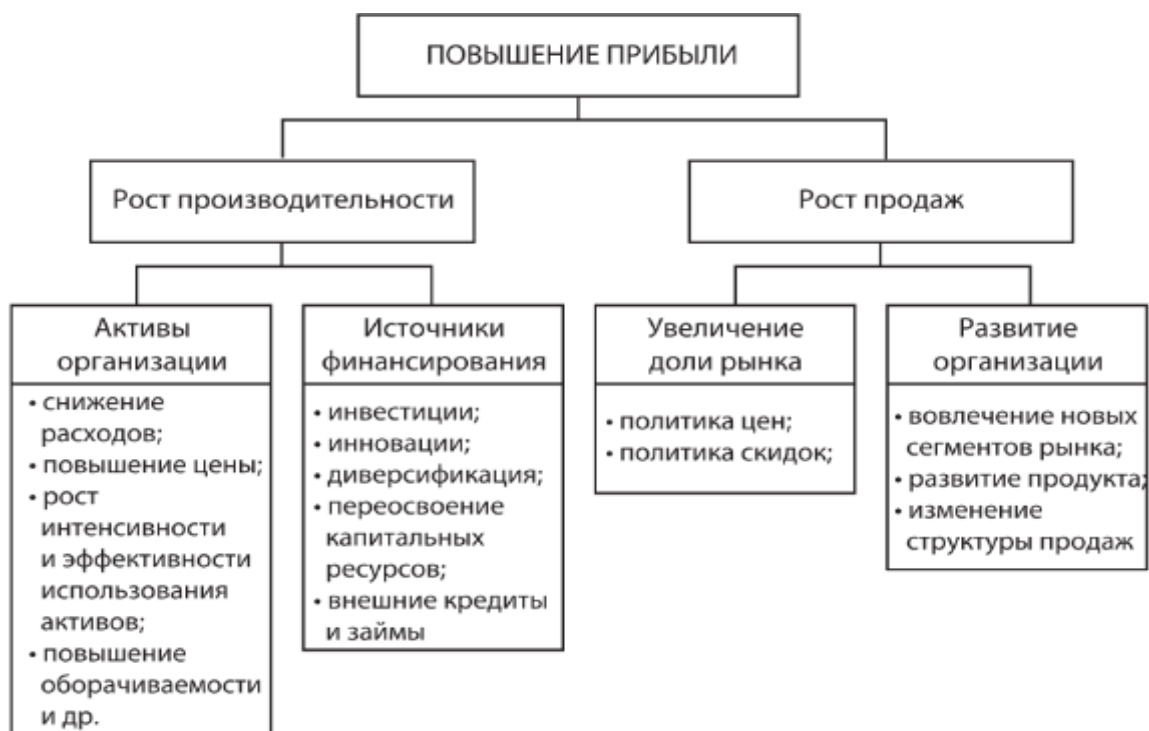 ПОВЫШЕНИЕ ПРИБЫЛИ
Рост производительности
Рост продаж
Активы
организации
• снижение
расходов;
• повышение цены;
• рост
интенсивности
и эффективности
использования
активов;
• повышение
оборачиваемости
и др.
Источники
финансирования
• инвестиции;
• инновации;
• диверсификация;
• переосвоение
капитальных
ресурсов;
• внешние кредиты
и займы
Увеличение
доли рынка
• политика цен;
• политика скидок;
Развитие
организации
• вовлечение новых
сегментов рынка;
• развитие продукта;
• изменение
структуры продаж